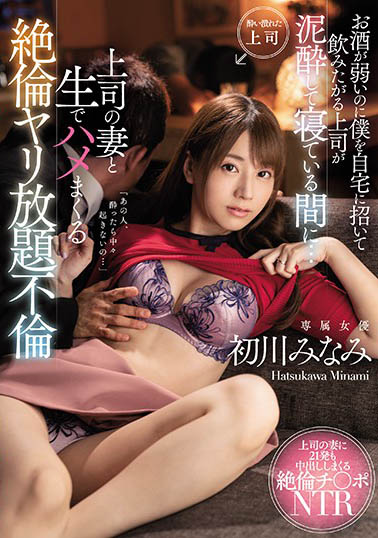 お酒が弱いのに僕を自宅に招いて
飲みたがる上司が
泥酔して寝ている間に…
酔い潰れた
上司
上司の妻と
生でハメまくる
絶倫ヤリ放題不倫
「あの人、
酔ったら中々
起きないの…」
専属女優
初川みなみ
Hatsukawa Minami
上司の妻に
21発も
中出ししまくる
絶倫チ〇ポ
NTR